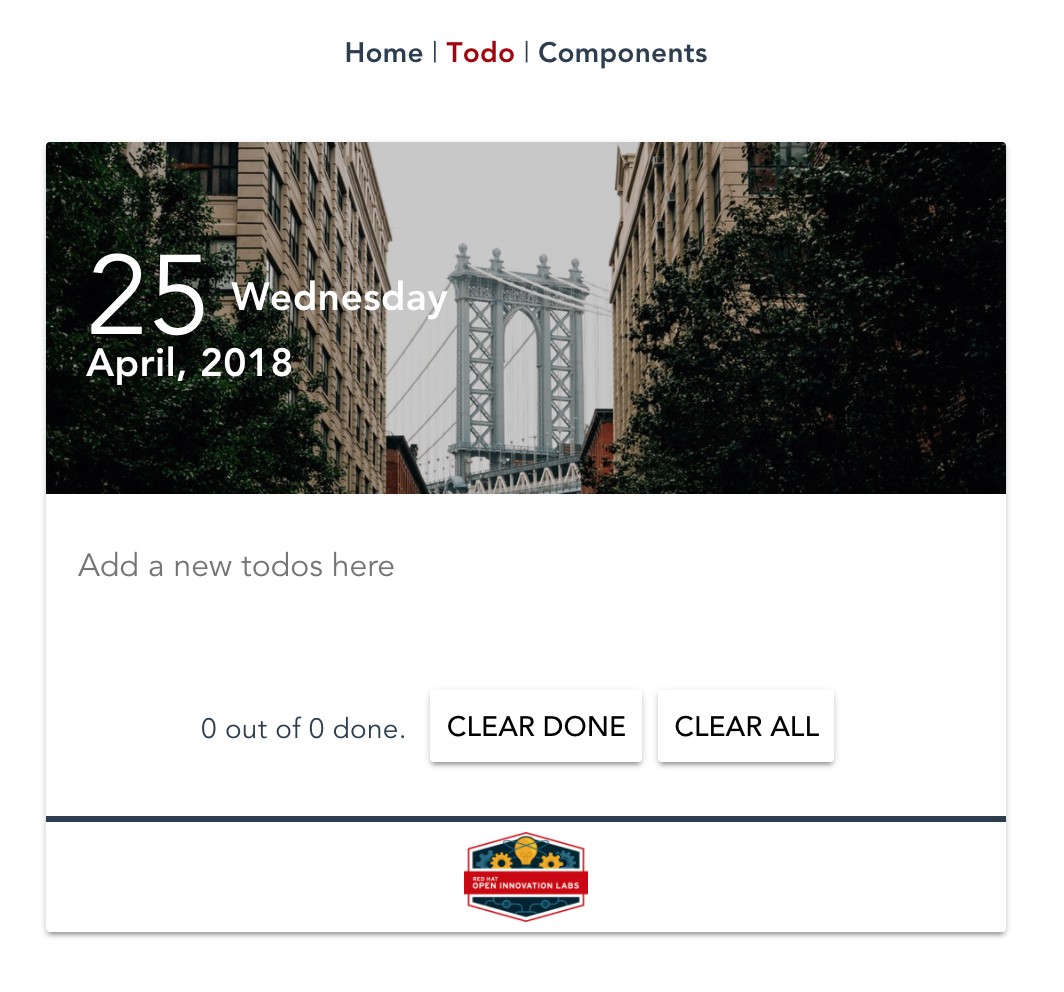 Home | Todo | Components
25 Wednesday
April, 2018
Add a new todos here
0 out of 0 done. CLEAR DONE CLEAR ALL
RED HAT
OPEN INNOVATION LABS